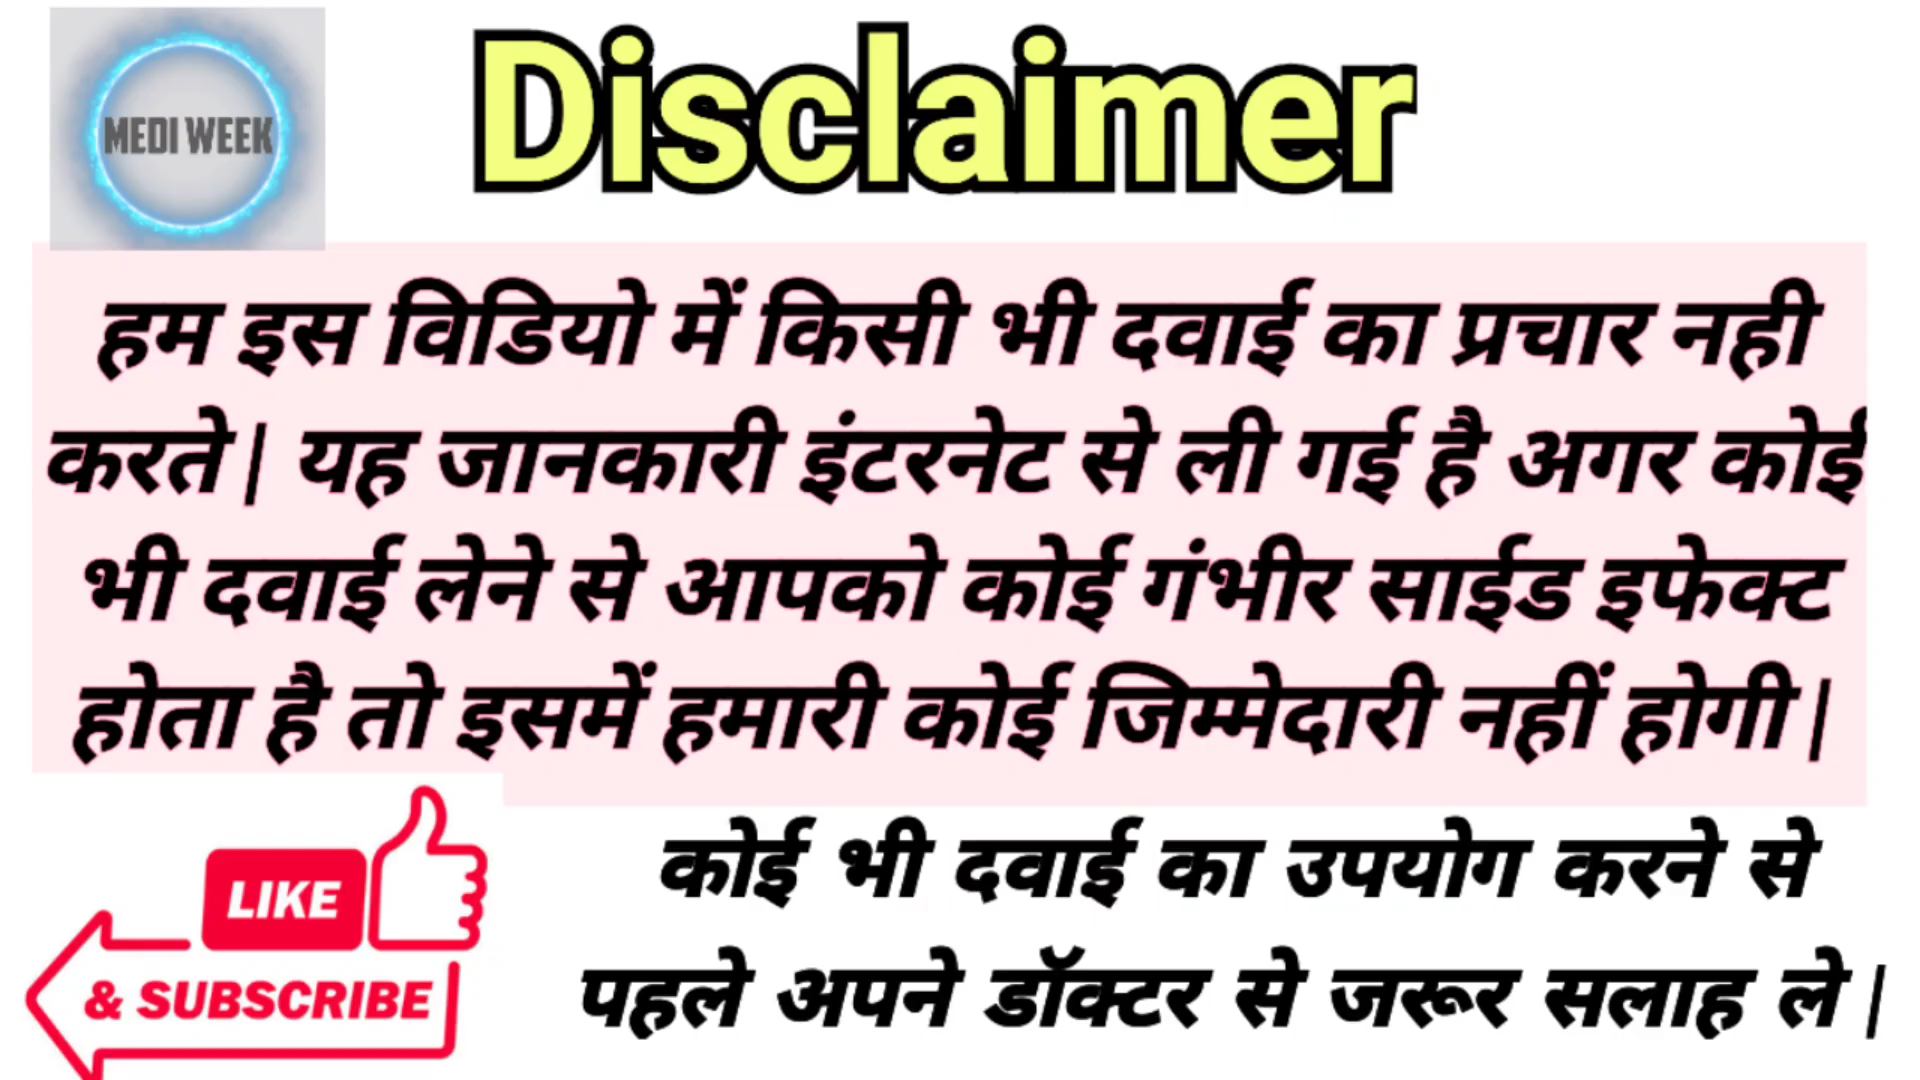 MEDI WEEK
Disclaimer
हम इस विडियो में किसी भी दवाई का प्रचार नही
करते| यह जानकारी इंटरनेट से ली गई है अगर कोई
भी दवाई लेने से आपको कोई गंभीर साईड इफेक्ट
होता है तो इसमें हमारी कोई जिम्मेदारी नहीं होगी|
कोई भी दवाई का उपयोग करने से
पहले अपने डॉक्टर से जरूर सलाह ले|
LIKE
& SUBSCRIBE